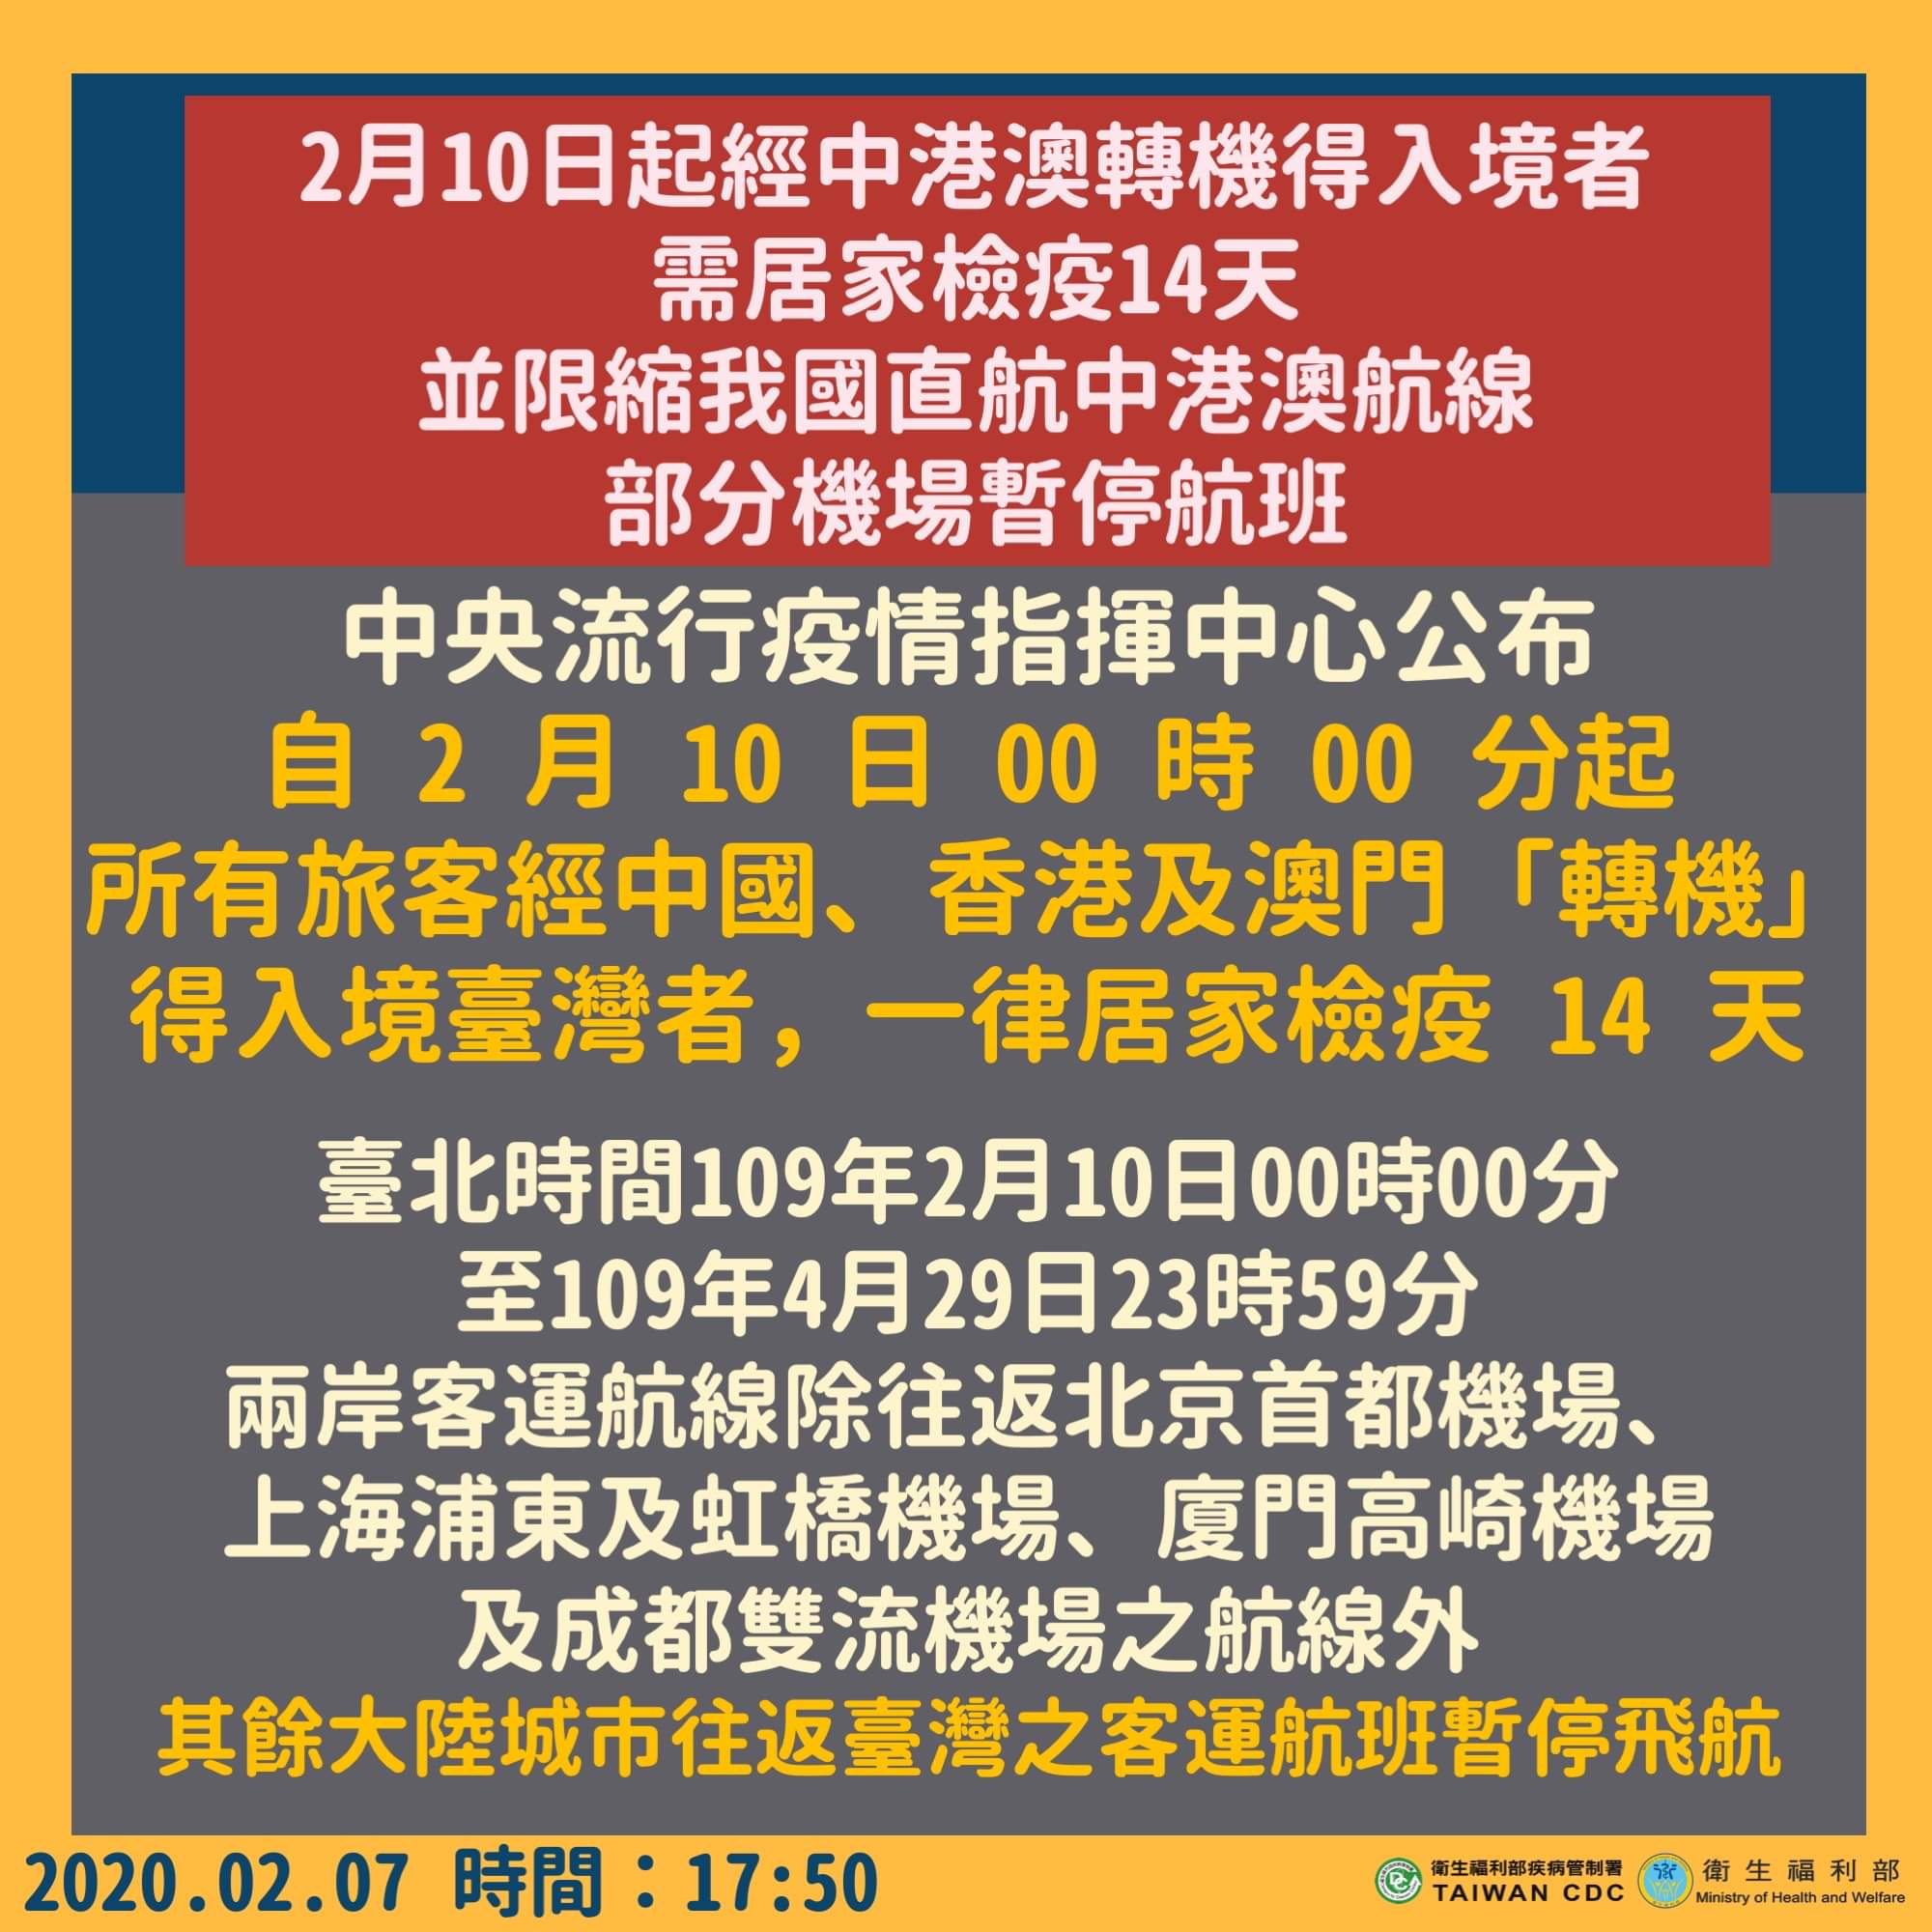 2月10日起經中港澳轉機得入境者
需居家檢疫14天
並限縮我國直航中港澳航線
部分機場暫停航班
中央流行疫情指揮中心公布
自 2 月 10 日 00 時 00 分起
所有旅客經中國、香港及澳門「轉機」
得入境臺灣者，一律居家檢疫 14 天
臺北時間109年2月10日00時00分
至109年4月29日23時59分
兩岸客運航線除往返北京首都機場、
上海浦東及虹橋機場、廈門高崎機場
及成都雙流機場之航線外
其餘大陸城市往返臺灣之客運航班暫停飛航
2020.02.07 時間：17:50
衛生福利部疾病管制署
TAIWAN CDC
衛生福利部
Ministry of Health and Welfare